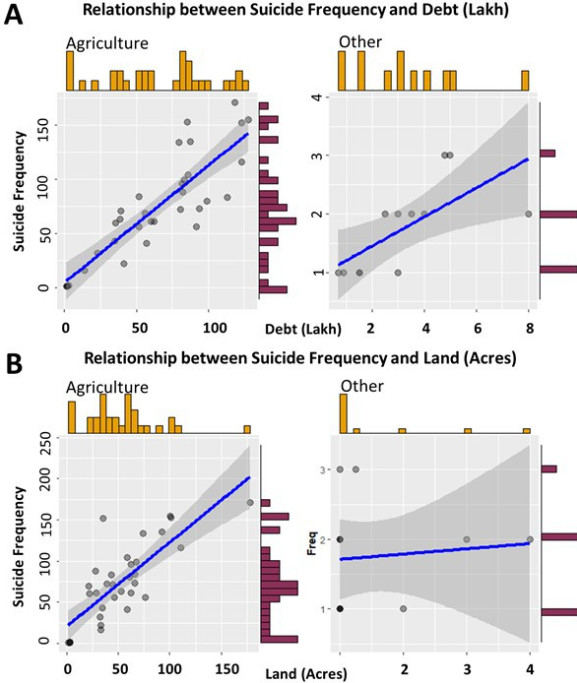 A
Relationship between Suicide Frequency and Debt (Lakh)
Agriculture
Other
Suicide Frequency
150
100
50
0
4
3
2
1
0 50 100
Debt (Lakh)
2 4 6 8
B
Relationship between Suicide Frequency and Land (Acres)
Agriculture
Other
Suicide Frequency
250
200
150
100
50
0
Freq
3
2
1
0 50 100 150
Land (Acres)
2 3 4